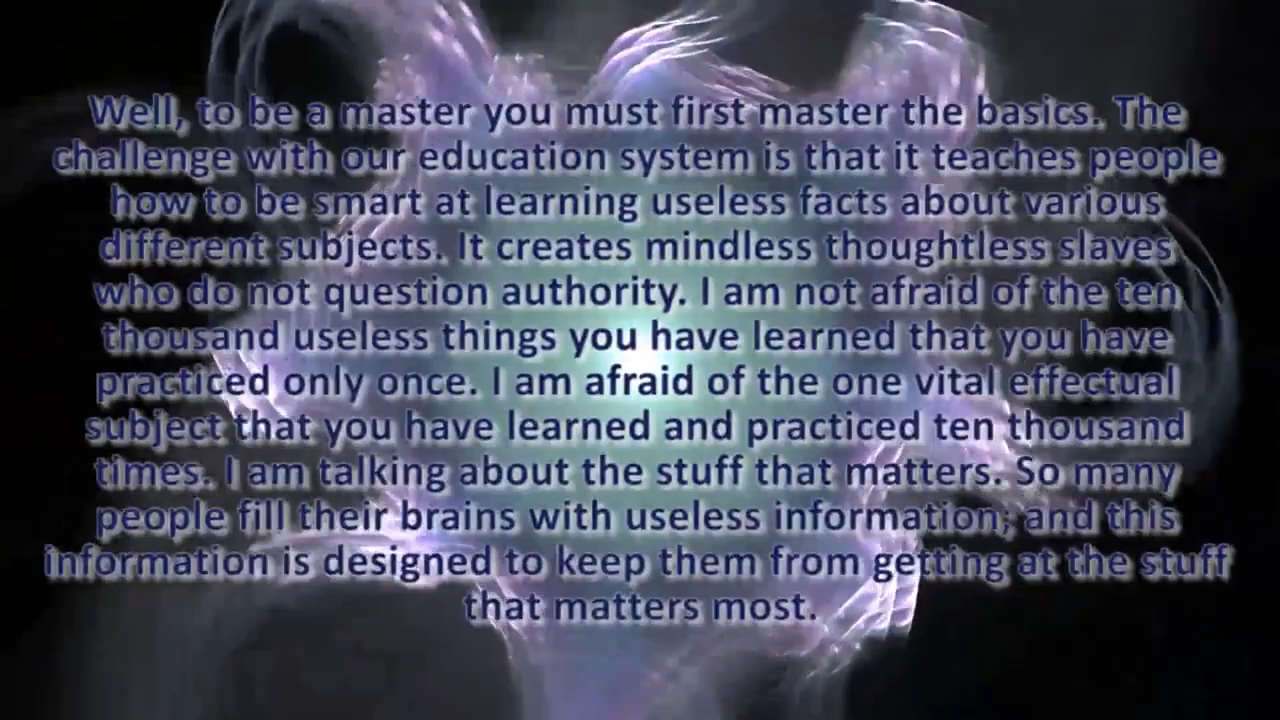 Well, to be a master you must first master the basics. The
challenge with our education system is that it teaches people
how to be smart at learning useless facts about various
different subjects. It creates mindless thoughtless slaves
who do not question authority. I am not afraid of the ten
thousand useless things you have learned that you have
practiced only once. I am afraid of the one vital effectual
subject that you have learned and practiced ten thousand
times. I am talking about the stuff that matters. So many
people fill their brains with useless information; and this
information is designed to keep them from getting at the stuff
that matters most.